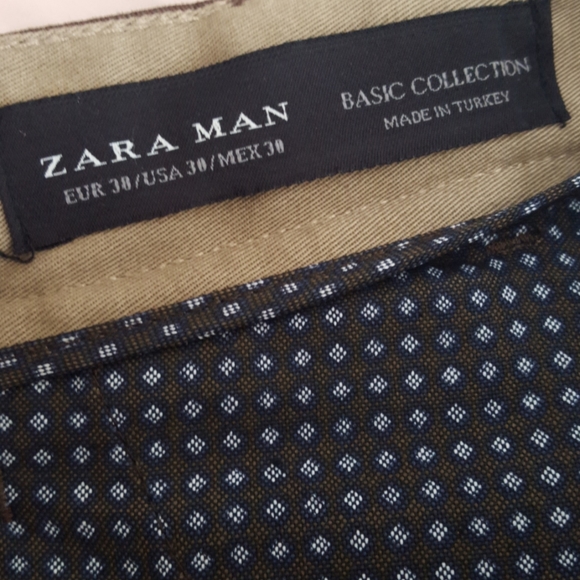 ZARA MAN
EUR 30/USA 30/MEX 30
BASIC COLLECTION
MADE IN TURKEY